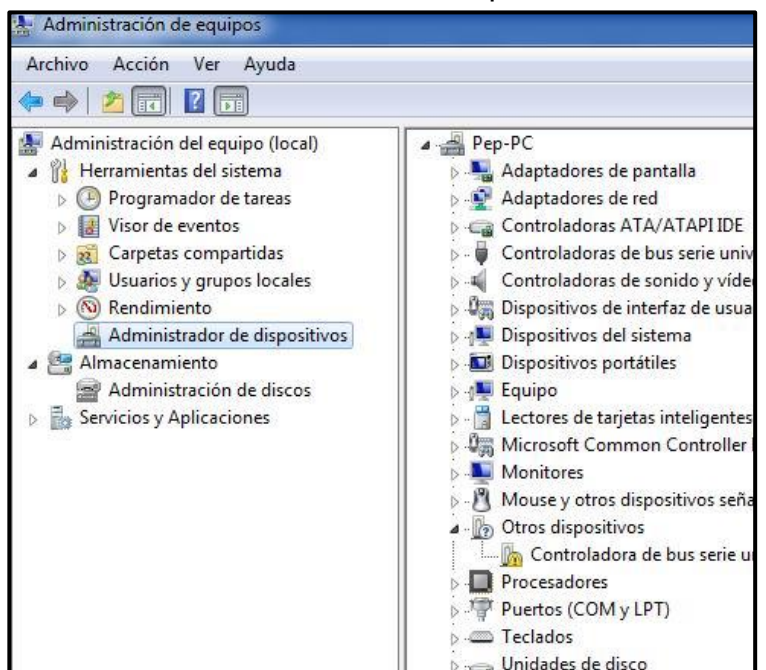 Administración de equipos
Archivo Acción Ver Ayuda
Administración del equipo (local)
Herramientas del sistema
Programador de tareas
Visor de eventos
Carpetas compartidas
Usuarios y grupos locales
Rendimiento
Administrador de dispositivos
Almacenamiento
Administración de discos
Servicios y Aplicaciones
Pep-PC
Adaptadores de pantalla
Adaptadores de red
Controladoras ATA/ATAPI IDE
Controladoras de bus serie univ
Controladoras de sonido y víde
Dispositivos de interfaz de usua
Dispositivos del sistema
Dispositivos portátiles
Equipo
Lectores de tarjetas inteligentes
Microsoft Common Controller
Monitores
Mouse y otros dispositivos seña
Otros dispositivos
Controladora de bus serie u
Procesadores
Puertos (COM y LPT)
Teclados
Unidades de disco